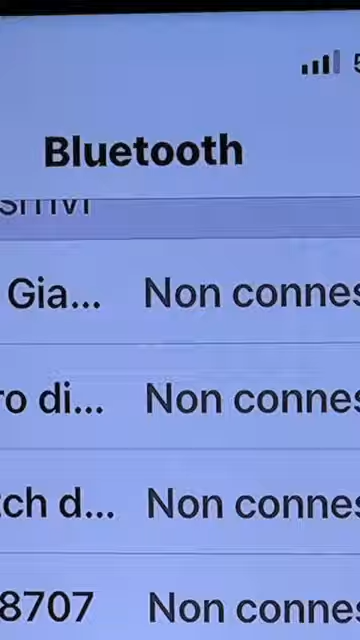 Bluetooth
Gia... Non connes
ro di... Non connes
tch d... Non connes
8707 Non connes